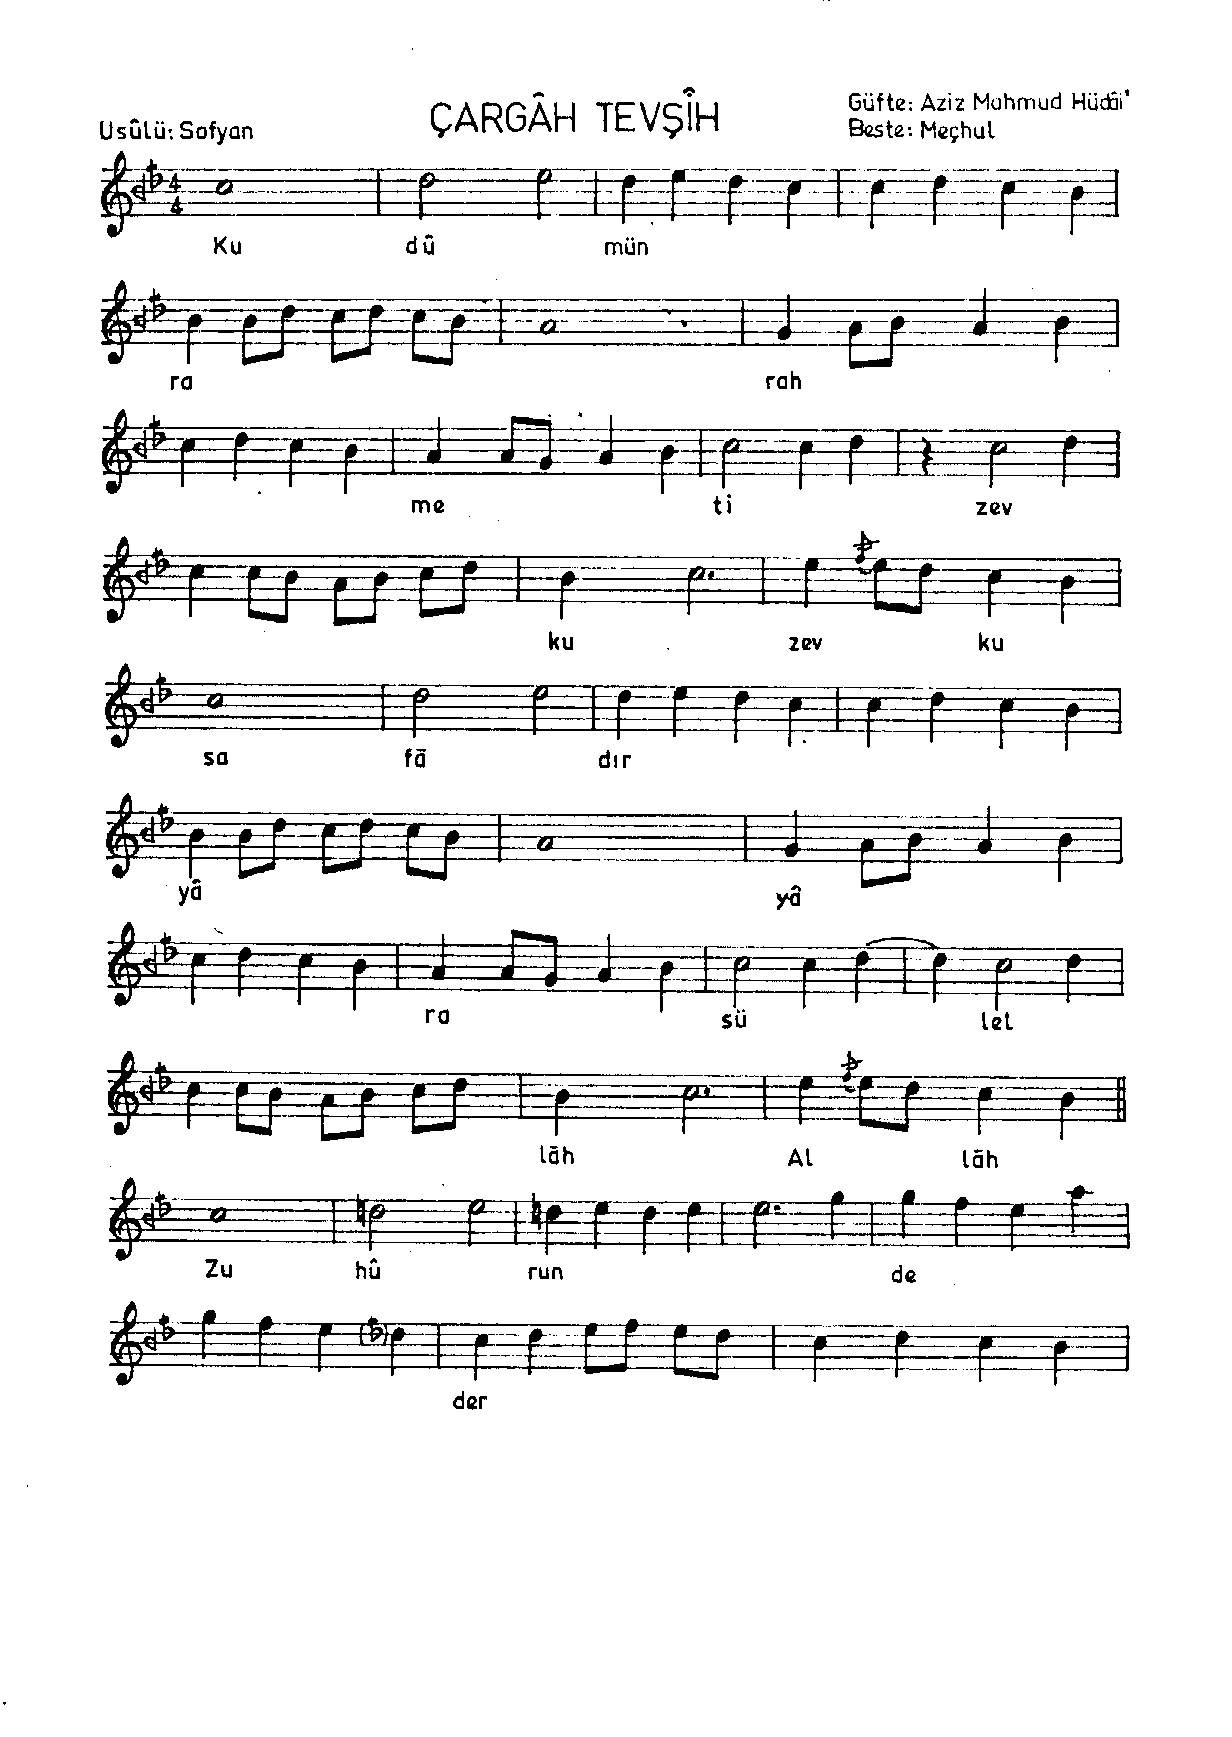 ÇARGÂH TEVŞÎH
Güfte: Aziz Mahmud Hüdâi'
Usûlü: Sofyan
Beste: Meçhul
4
4
Ku dû mün
ra rah
me ti zev
ku zev ku
sa fâ dır
yâ yâ
ra sü lel
lâh Al lâh
Zu hû run de
der